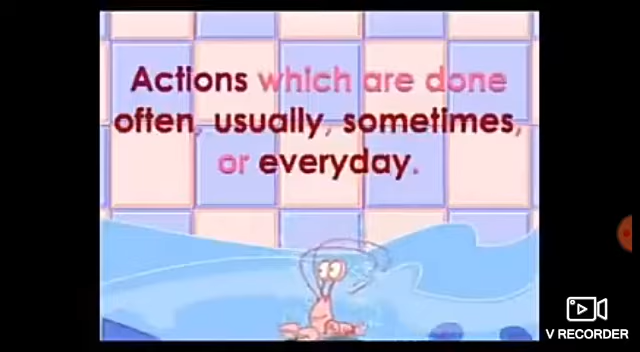 Actions which are done
often, usually, sometimes,
or everyday.
V RECORDER